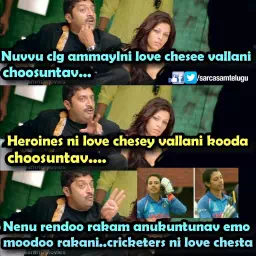 Nuvvu clg ammaylni love chesee vallani
choosuntav...
/sarcasamtelugu
Heroines ni love chesey vallani kooda
choosuntav....
Nenu rendoo rakam anukuntunav emo
moodoo rakani..cricketers ni love chesta